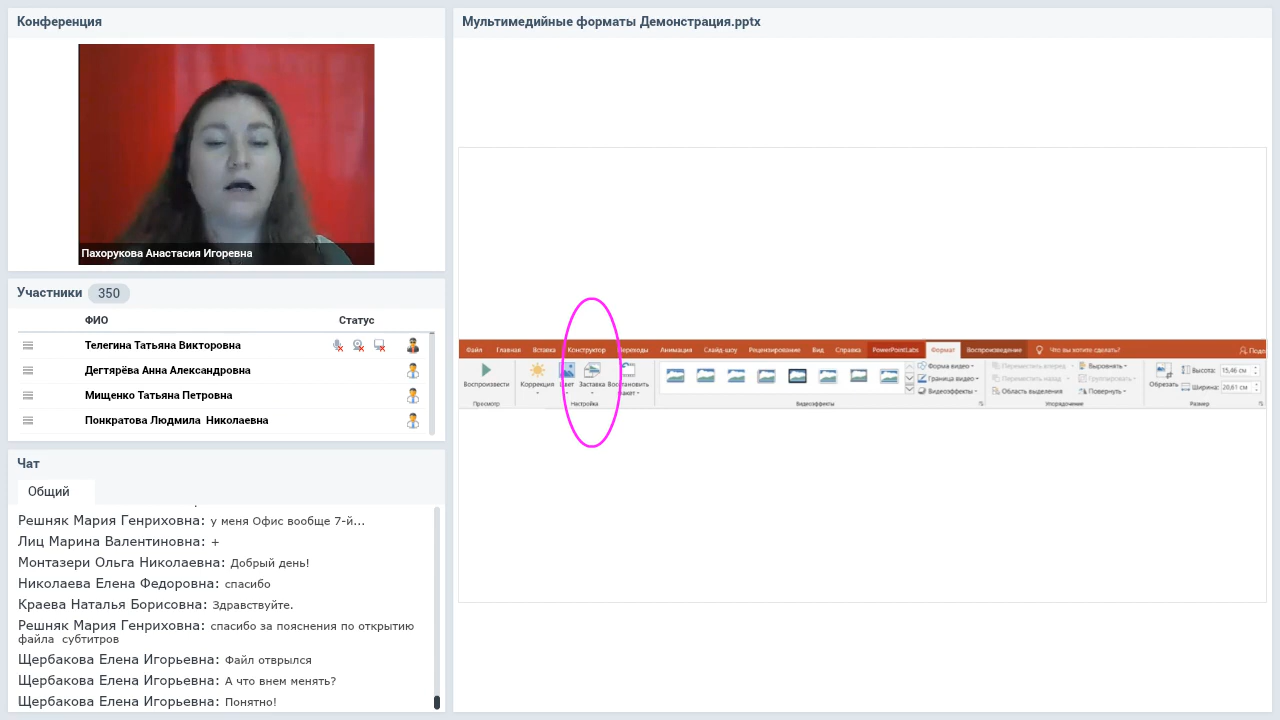 Конференция
Пахорукова Анастасия Игоревна
Участники 350
ФИО Статус
Телегина Татьяна Викторовна
Дегтярёва Анна Александровна
Мищенко Татьяна Петровна
Понкратова Людмила Николаевна
Чат
Общий
Решняк Мария Генриховна: у меня Офис вообще 7-й...
Лиц Марина Валентиновна: +
Монтазери Ольга Николаевна: Добрый день!
Николаева Елена Федоровна: спасибо
Краева Наталья Борисовна: Здравствуйте.
Решняк Мария Генриховна: спасибо за пояснения по открытию
файла субтитров
Щербакова Елена Игорьевна: Файл отврылся
Щербакова Елена Игорьевна: А что внем менять?
Щербакова Елена Игорьевна: Понятно!
Мультимедийные форматы Демонстрация.pptx
Файл Главная Вставка Конструктор Переходы Анимация Слайд-шоу Рецензирование Вид Справка PowerPointLabs Формат Воспроизведение Что вы хотите сделать? Подел
Воспроизвести Коррекция Цвет Заставка Восстановить
макет
Форма видео
Граница видео
Видеоэффекты
Переместить вперед Выровнять
Переместить назад Группировать
Область выделения Повернуть
Обрезать
Высота: 15,46 см
Ширина: 20,61 см
Просмотр Настройка Видеоэффекты Упорядочение Размер